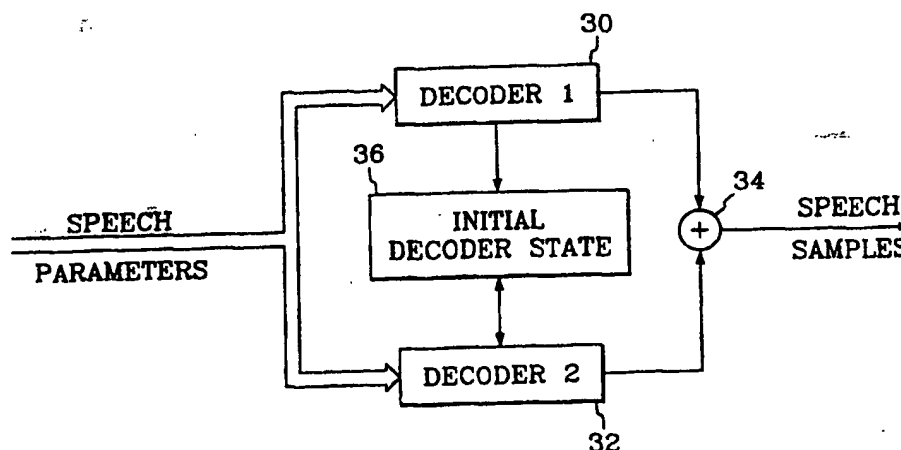 30
DECODER 1
36
34
SPEECH
PARAMETERS
INITIAL
DECODER STATE
+
SPEECH
SAMPLES
DECODER 2
32